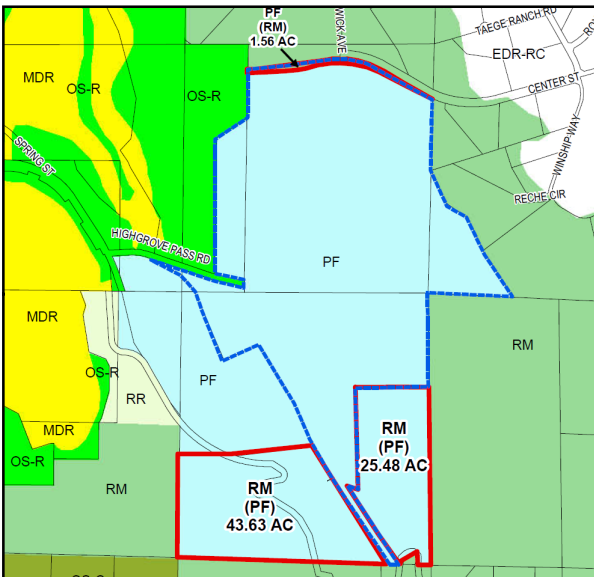 PF
(RM)
1.56 AC
WICK AVE
TAEGE RANCH RD
EDR-RC
CENTER ST
MDR
OS-R
OS-R
SPRING ST
WINSHIP WAY
RECHE CIR
HIGHGROVE PASS RD
PF
MDR
RM
OS-R
RR
PF
MDR
OS-R
RM
(PF)
25.48 AC
RM
RM
(PF)
43.63 AC